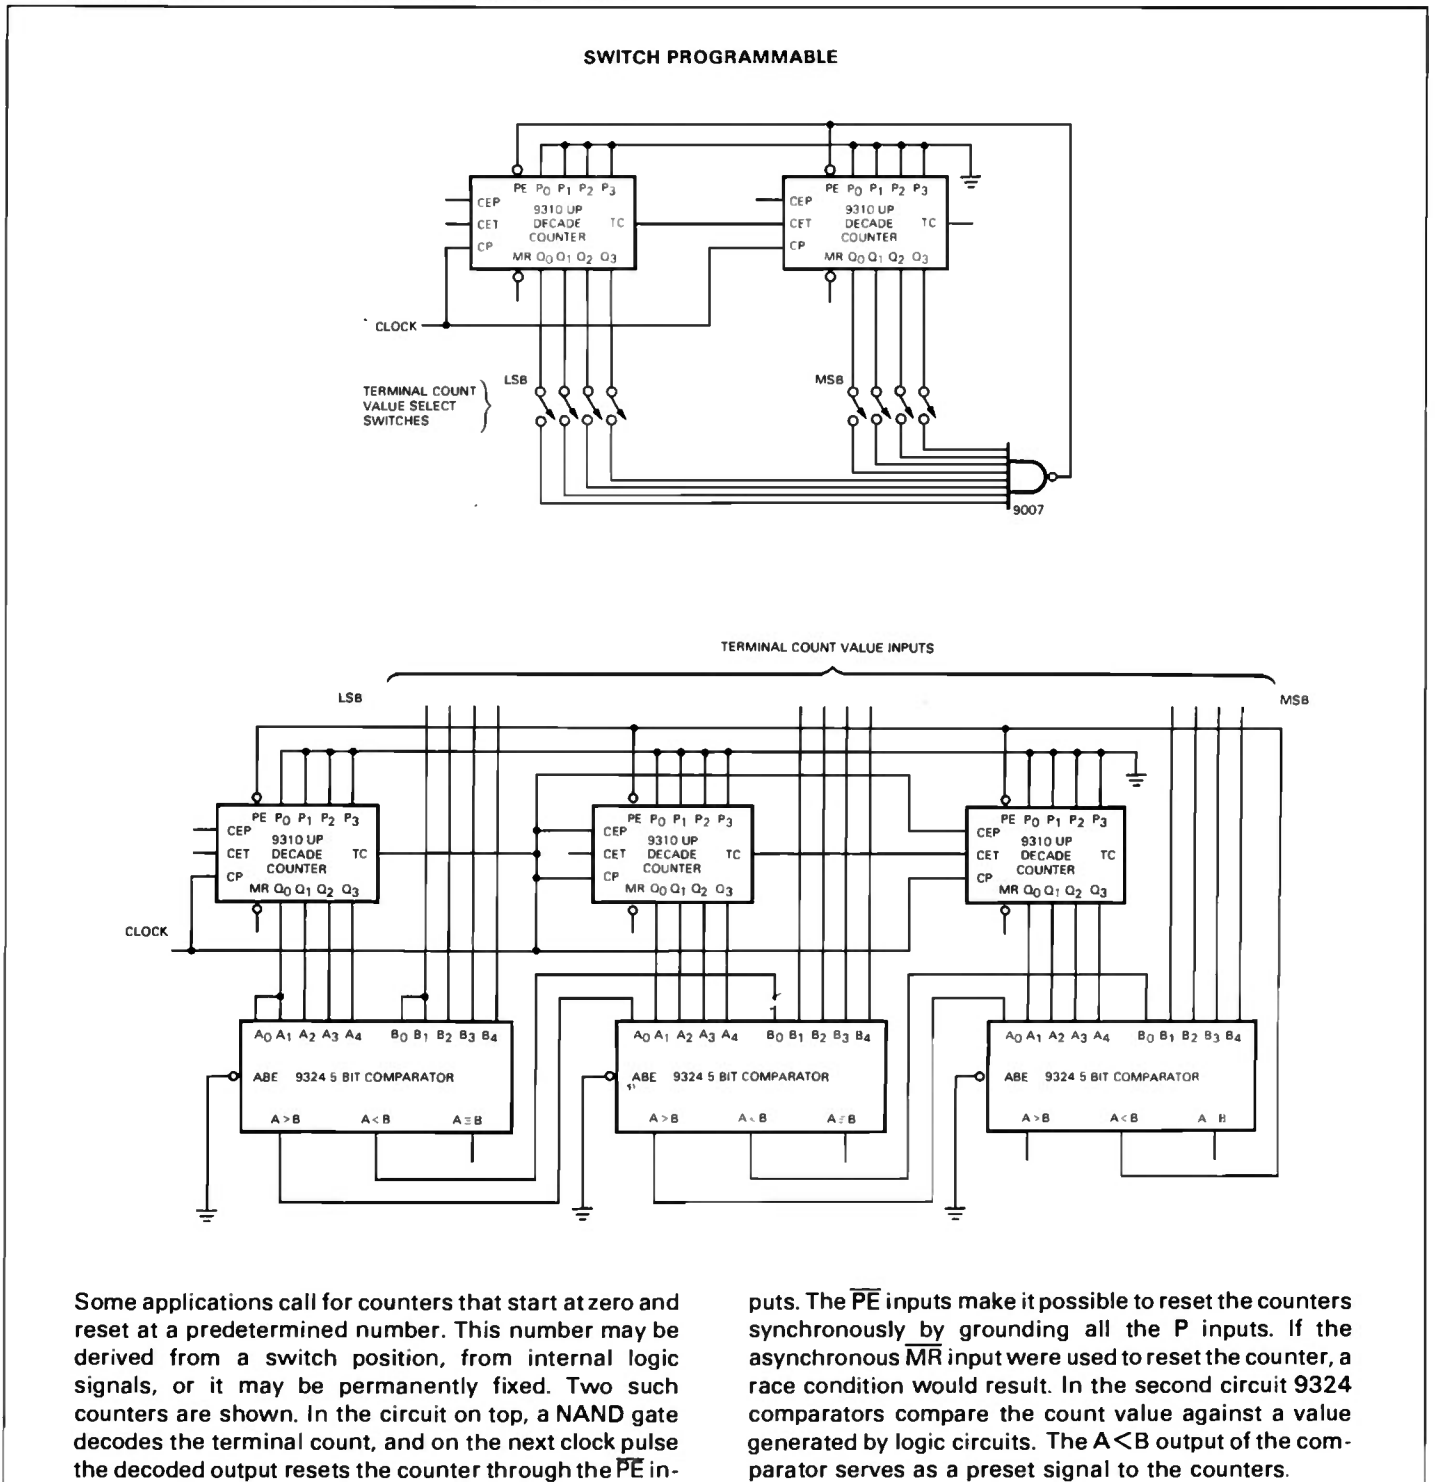 SWITCH PROGRAMMABLE
PE P0 P1 P2 P3
CEP
9310 UP
CET DECADE TC
COUNTER
CP
MR Q0 Q1 Q2 Q3
PE P0 P1 P2 P3
CEP
9310 UP
CET DECADE TC
COUNTER
CP
MR Q0 Q1 Q2 Q3
CLOCK
TERMINAL COUNT
VALUE SELECT
SWITCHES
LSB
MSB
9007
TERMINAL COUNT VALUE INPUTS
LSB
MSB
PE P0 P1 P2 P3
CEP
9310 UP
CET DECADE TC
COUNTER
CP
MR Q0 Q1 Q2 Q3
PE P0 P1 P2 P3
CEP
9310 UP
CET DECADE TC
COUNTER
CP
MR Q0 Q1 Q2 Q3
PE P0 P1 P2 P3
CEP
9310 UP
CET DECADE TC
COUNTER
CP
MR Q0 Q1 Q2 Q3
CLOCK
A0 A1 A2 A3 A4 B0 B1 B2 B3 B4
ABE 9324 5 BIT COMPARATOR
A>B A<B A=B
A0 A1 A2 A3 A4 B0 B1 B2 B3 B4
ABE 9324 5 BIT COMPARATOR
A>B A<B A=B
A0 A1 A2 A3 A4 B0 B1 B2 B3 B4
ABE 9324 5 BIT COMPARATOR
A>B A<B A B
Some applications call for counters that start at zero and
reset at a predetermined number. This number may be
derived from a switch position, from internal logic
signals, or it may be permanently fixed. Two such
counters are shown. In the circuit on top, a NAND gate
decodes the terminal count, and on the next clock pulse
the decoded output resets the counter through the P̅E̅ in-
puts. The P̅E̅ inputs make it possible to reset the counters
synchronously by grounding all the P inputs. If the
asynchronous M̅R̅ input were used to reset the counter, a
race condition would result. In the second circuit 9324
comparators compare the count value against a value
generated by logic circuits. The A<B output of the com-
parator serves as a preset signal to the counters.